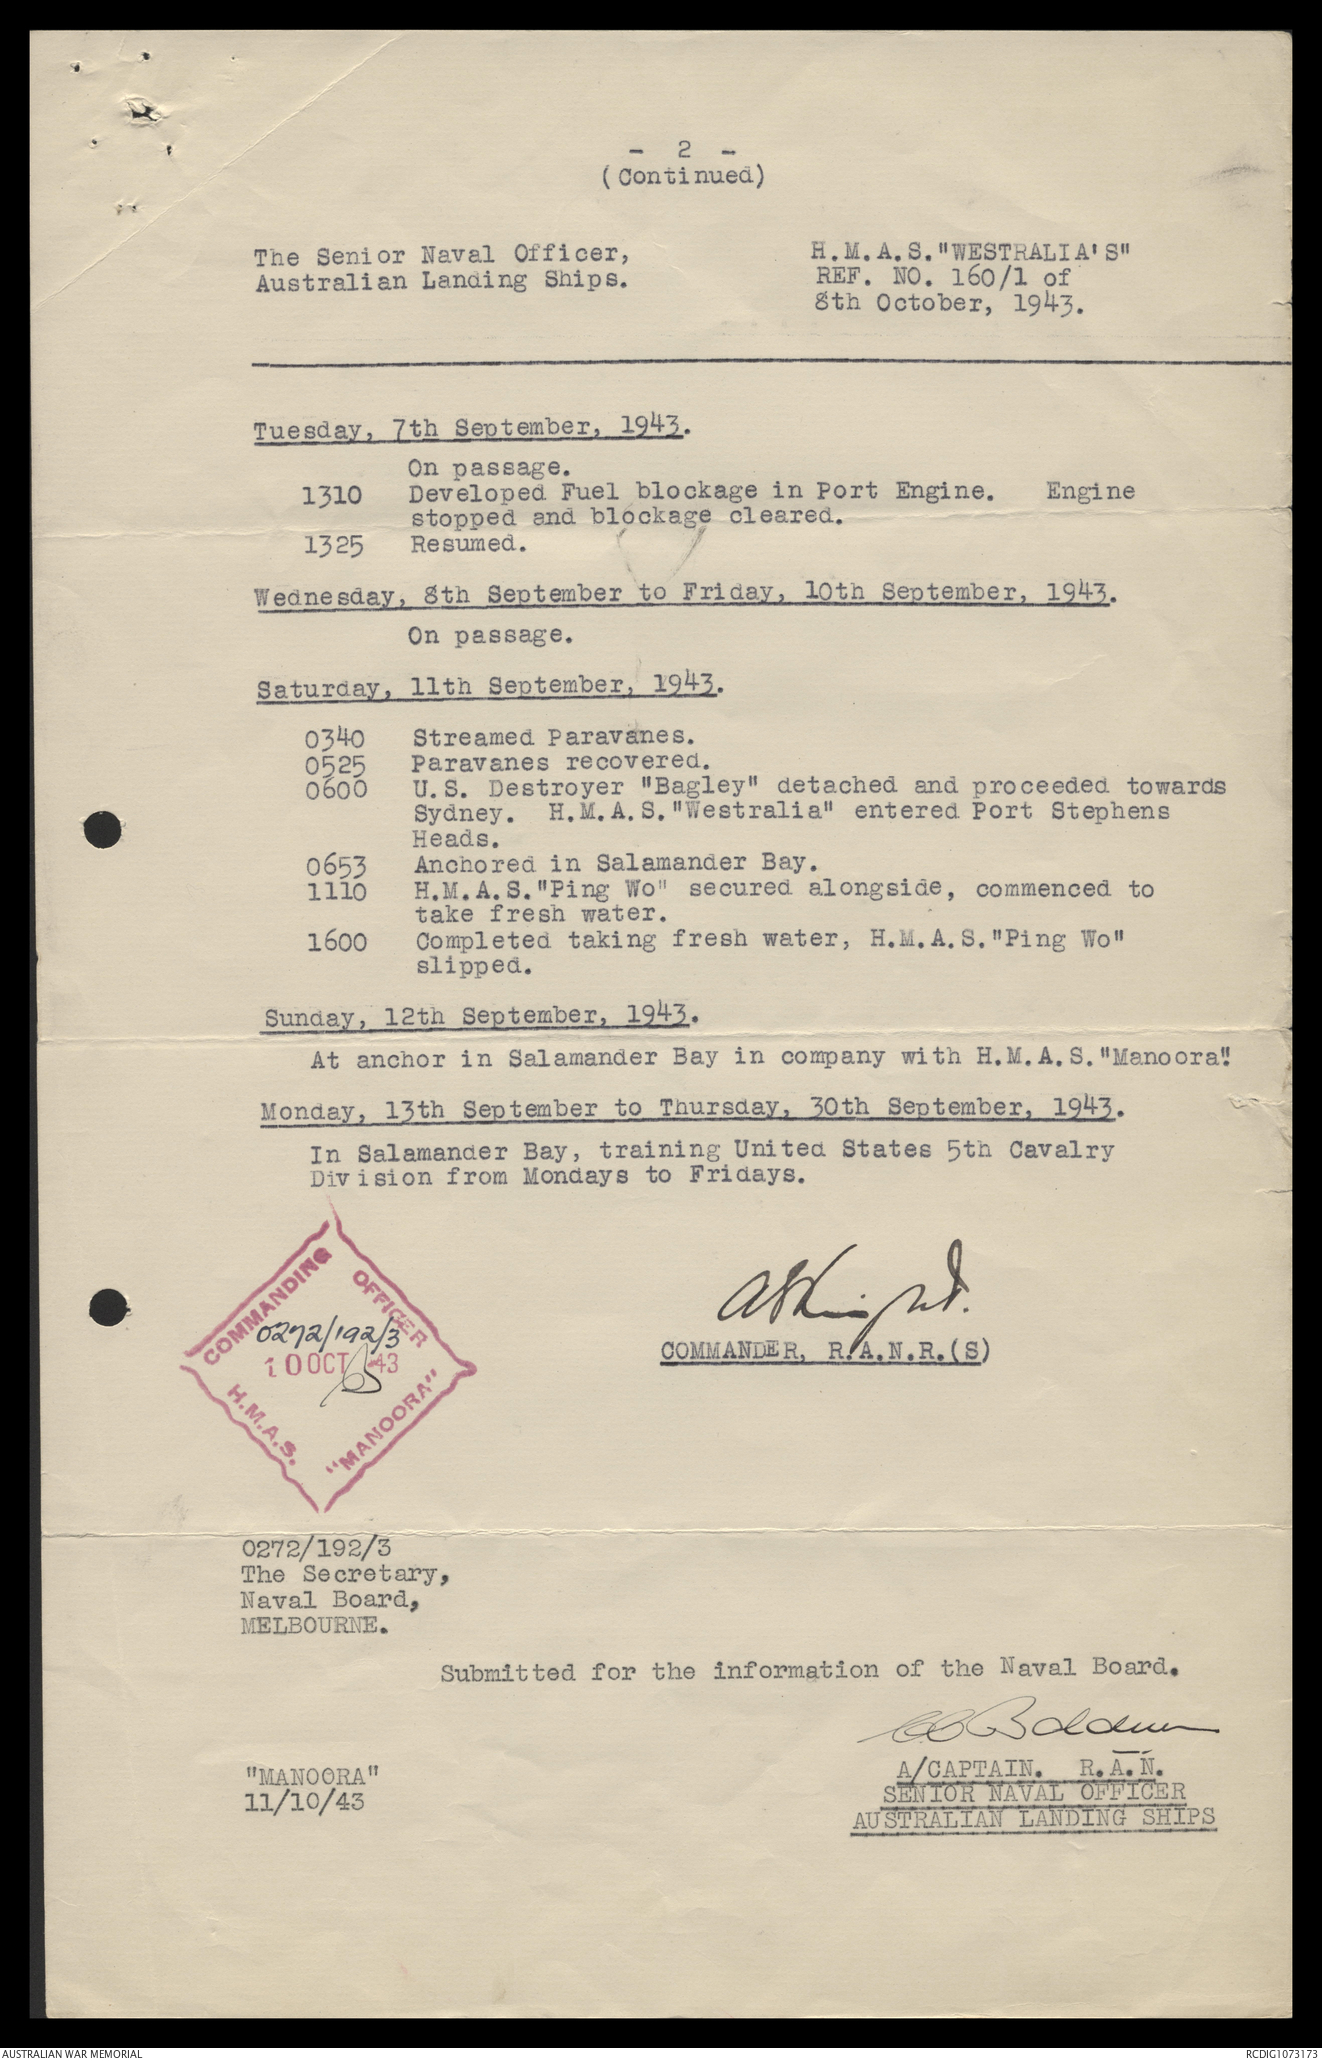 - 2 -
(Continued)
The Senior Naval Officer,
Australian Landing Ships.
H.M.A.S."WESTRALIA'S"
REF. NO. 160/1 of
8th October, 1943.
Tuesday, 7th September, 1943.
On passage.
1310 Developed Fuel blockage in Port Engine. Engine
stopped and blockage cleared.
1325 Resumed.
Wednesday, 8th September to Friday, 10th September, 1943.
On passage.
Saturday, 11th September, 1943.
0340 Streamed Paravanes.
0525 Paravanes recovered.
0600 U.S. Destroyer "Bagley" detached and proceeded towards
Sydney. H.M.A.S."Westralia" entered Port Stephens
Heads.
0653 Anchored in Salamander Bay.
1110 H.M.A.S."Ping Wo" secured alongside, commenced to
take fresh water.
1600 Completed taking fresh water, H.M.A.S."Ping Wo"
slipped.
Sunday, 12th September, 1943.
At anchor in Salamander Bay in company with H.M.A.S."Manoora".
Monday, 13th September to Thursday, 30th September, 1943.
In Salamander Bay, training United States 5th Cavalry
Division from Mondays to Fridays.
COMMANDING OFFICER
0272/192/3
10 OCT 43
H.M.A.S. "MANOORA"
COMMANDER, R.A.N.R.(S)
0272/192/3
The Secretary,
Naval Board,
MELBOURNE.
Submitted for the information of the Naval Board.
"MANOORA"
11/10/43
A/CAPTAIN. R.A.N.
SENIOR NAVAL OFFICER
AUSTRALIAN LANDING SHIPS
AUSTRALIAN WAR MEMORIAL
RCDIG1073173